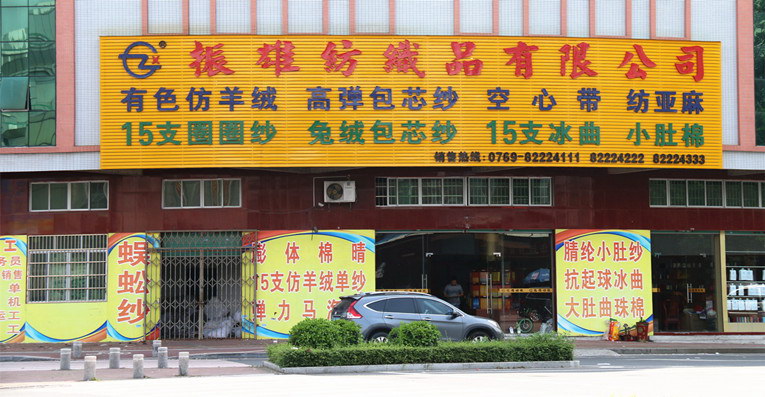 振雄纺织品有限公司
有色仿羊绒 高弹包芯纱 空心带 纺亚麻
15支圈圈纱 兔绒包芯纱 15支冰曲 小肚棉
销售热线:0769-82224111 82224222 82224333
蜈蚣纱
膨体棉晴
15支仿羊绒单纱
弹力马海
腈纶小肚纱
抗起球冰曲
大肚曲珠棉